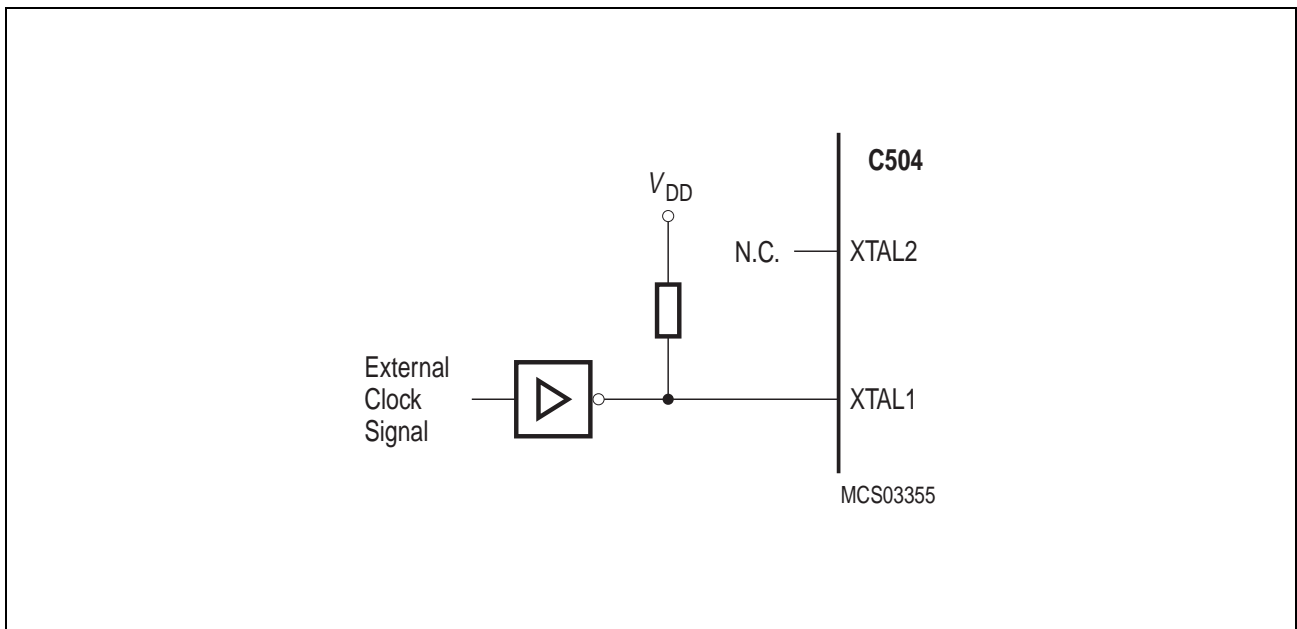 C504
VDD
N.C.
XTAL2
External
Clock
Signal
XTAL1
MCS03355